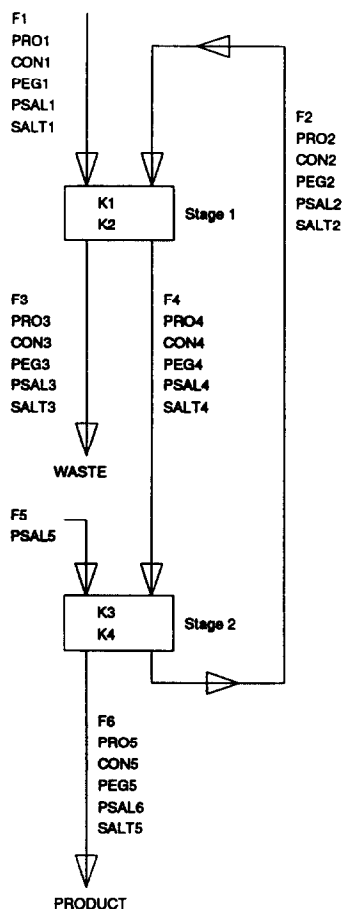 F1
PRO1
CON1
PEG1
PSAL1
SALT1
F2
PRO2
CON2
PEG2
PSAL2
SALT2
K1
K2
Stage 1
F3
PRO3
CON3
PEG3
PSAL3
SALT3
F4
PRO4
CON4
PEG4
PSAL4
SALT4
WASTE
F5
PSAL5
K3
K4
Stage 2
F6
PRO5
CON5
PEG5
PSAL6
SALT5
PRODUCT